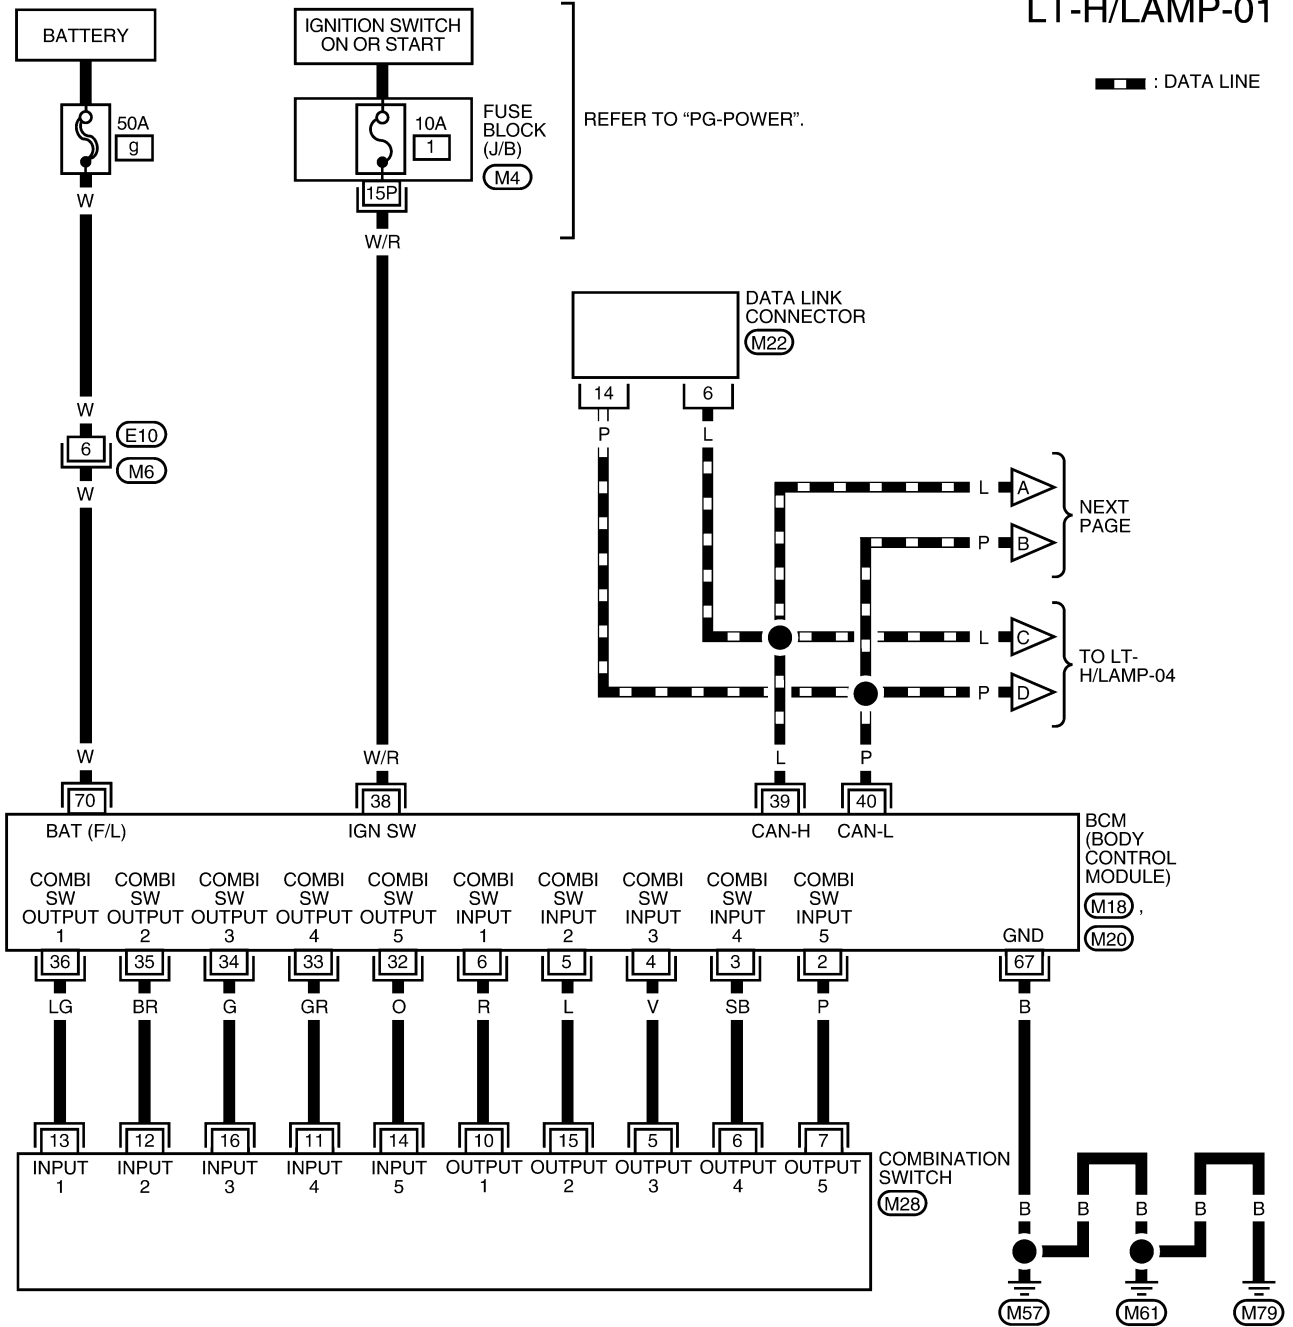 LT-H/LAMP-01
: DATA LINE
BATTERY
IGNITION SWITCH
ON OR START
50A
g
10A
1
FUSE
BLOCK
(J/B)
M4
REFER TO “PG-POWER”.
15P
W
W/R
DATA LINK
CONNECTOR
M22
14
6
P
L
W
E10
6
M6
W
L
A
P
B
NEXT
PAGE
L
C
P
D
TO LT-
H/LAMP-04
W
W/R
L
P
70
38
39
40
BAT (F/L)
IGN SW
CAN-H
CAN-L
BCM
(BODY
CONTROL
MODULE)
M18 ,
M20
COMBI
SW
OUTPUT
1
COMBI
SW
OUTPUT
2
COMBI
SW
OUTPUT
3
COMBI
SW
OUTPUT
4
COMBI
SW
OUTPUT
5
COMBI
SW
INPUT
1
COMBI
SW
INPUT
2
COMBI
SW
INPUT
3
COMBI
SW
INPUT
4
COMBI
SW
INPUT
5
GND
36
35
34
33
32
6
5
4
3
2
67
LG
BR
G
GR
O
R
L
V
SB
P
B
13
12
16
11
14
10
15
5
6
7
INPUT
1
INPUT
2
INPUT
3
INPUT
4
INPUT
5
OUTPUT
1
OUTPUT
2
OUTPUT
3
OUTPUT
4
OUTPUT
5
COMBINATION
SWITCH
M28
B
B
B
B
B
M57
M61
M79